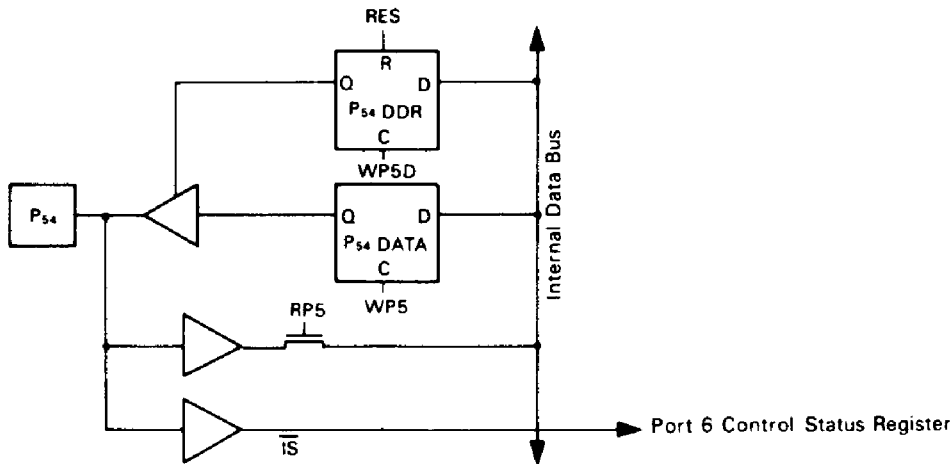 RES
R
Q D
P54 DDR
C
WP5D
P54
Q D
P54 DATA
C
WP5
RP5
Internal Data Bus
IS
Port 6 Control Status Register